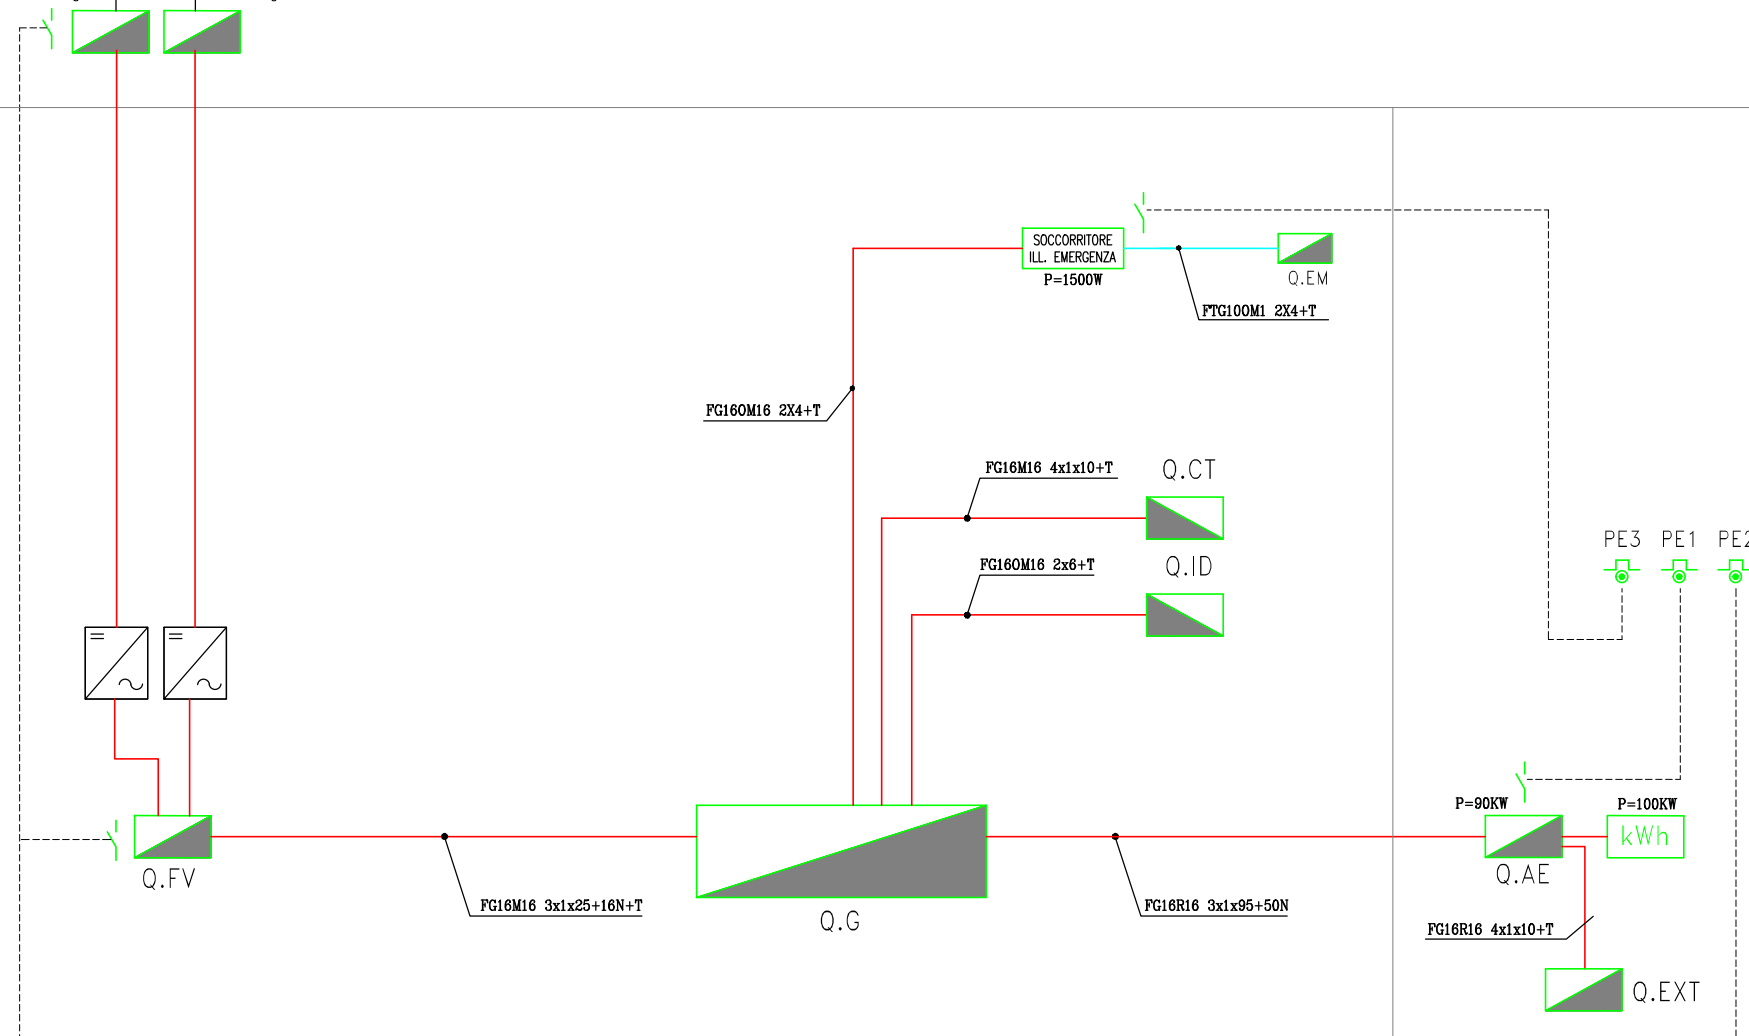 SOCCORRITORE
ILL. EMERGENZA
P=1500W
Q.EM
FTG10OM1 2X4+T
FG16OM16 2X4+T
FG16M16 4x1x10+T
Q.CT
FG16OM16 2x6+T
Q.ID
PE3 PE1 PE2
P=90KW
P=100KW
kWh
Q.FV
Q.AE
FG16M16 3x1x25+16N+T
Q.G
FG16R16 3x1x95+50N
FG16R16 4x1x10+T
Q.EXT